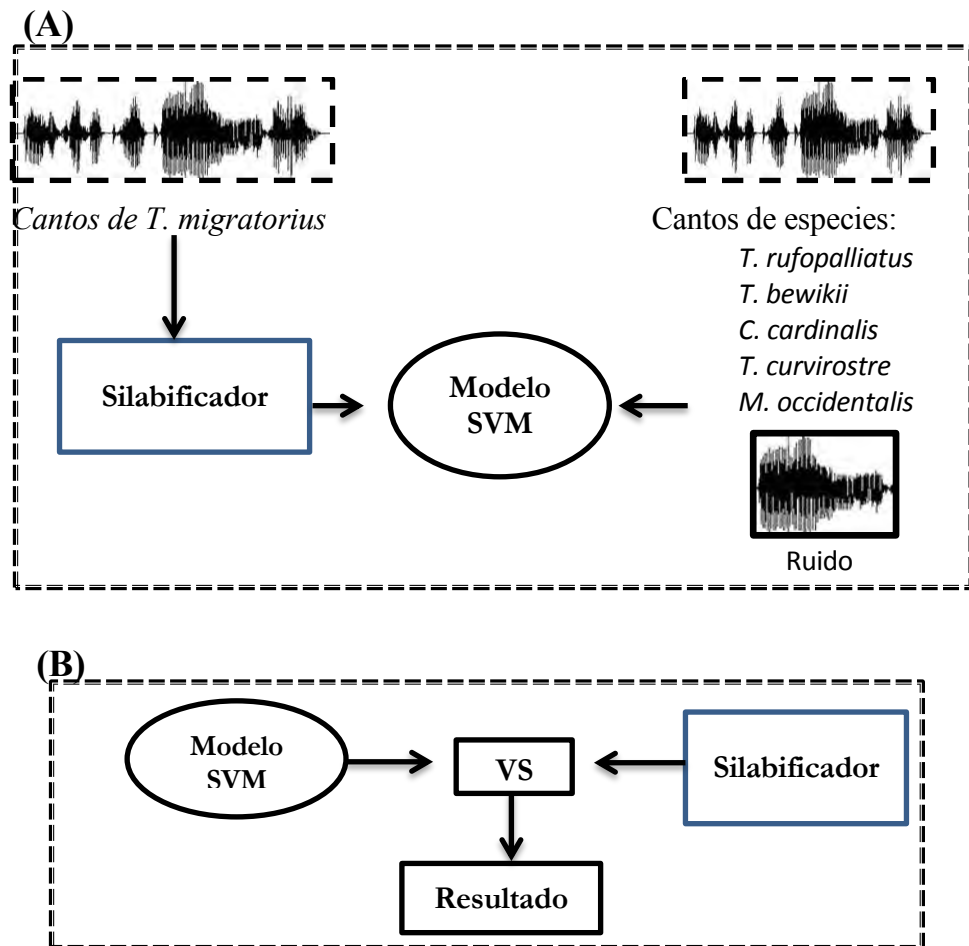 (A)
Cantos de T. migratorius
Cantos de especies:
T. rufopalliatus
T. bewikii
C. cardinalis
T. curvirostre
M. occidentalis
Silabificador
Modelo
SVM
Ruido
(B)
Modelo
SVM
VS
Silabificador
Resultado